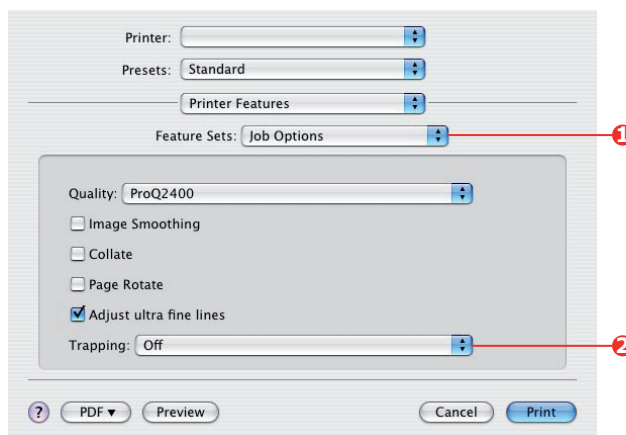 Printer:
Presets: Standard
Printer Features
Feature Sets: Job Options
1
Quality: ProQ2400
Image Smoothing
Collate
Page Rotate
Adjust ultra fine lines
Trapping: Off
2
? PDF ▼ Preview Cancel Print